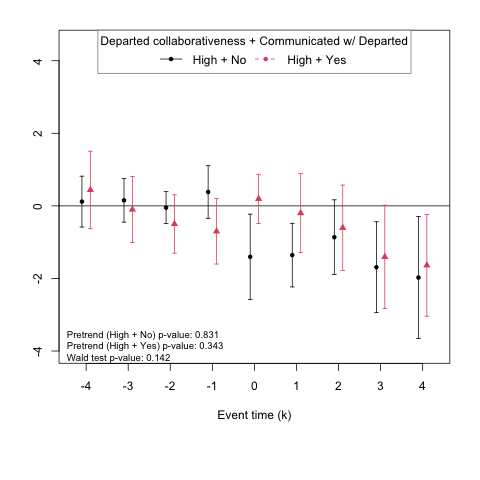 Departed collaborativeness + Communicated w/ Departed
High + No High + Yes
4
2
0
-2
-4
Pretrend (High + No) p-value: 0.831
Pretrend (High + Yes) p-value: 0.343
Wald test p-value: 0.142
-4 -3 -2 -1 0 1 2 3 4
Event time (k)